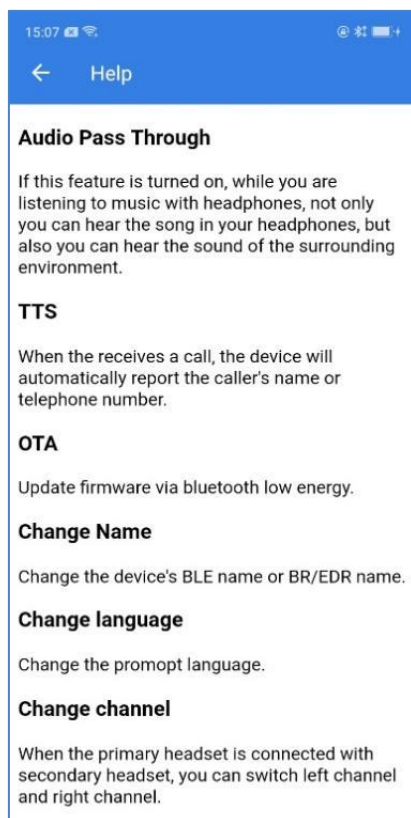 15:07
Help
Audio Pass Through
If this feature is turned on, while you are
listening to music with headphones, not only
you can hear the song in your headphones, but
also you can hear the sound of the surrounding
environment.
TTS
When the receives a call, the device will
automatically report the caller's name or
telephone number.
OTA
Update firmware via bluetooth low energy.
Change Name
Change the device's BLE name or BR/EDR name.
Change language
Change the promopt language.
Change channel
When the primary headset is connected with
secondary headset, you can switch left channel
and right channel.